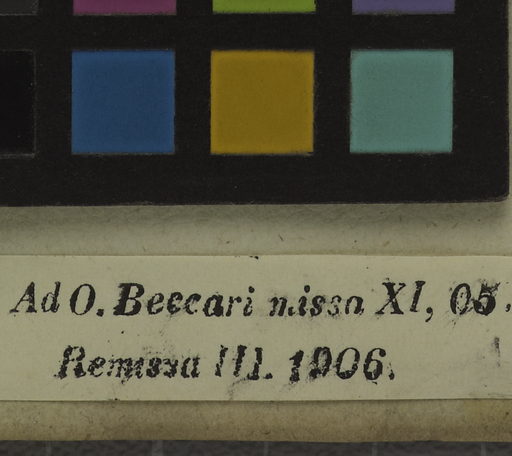 Ad O. Beccari missa XI, 05.
Remissa III. 1906.